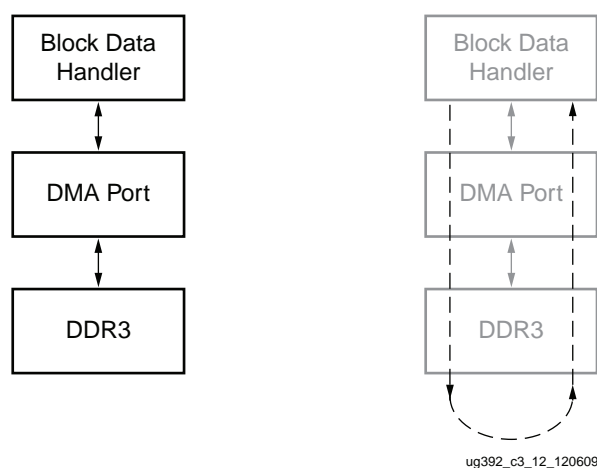 Block Data
Handler
DMA Port
DDR3
Block Data
Handler
DMA Port
DDR3
ug392_c3_12_120609